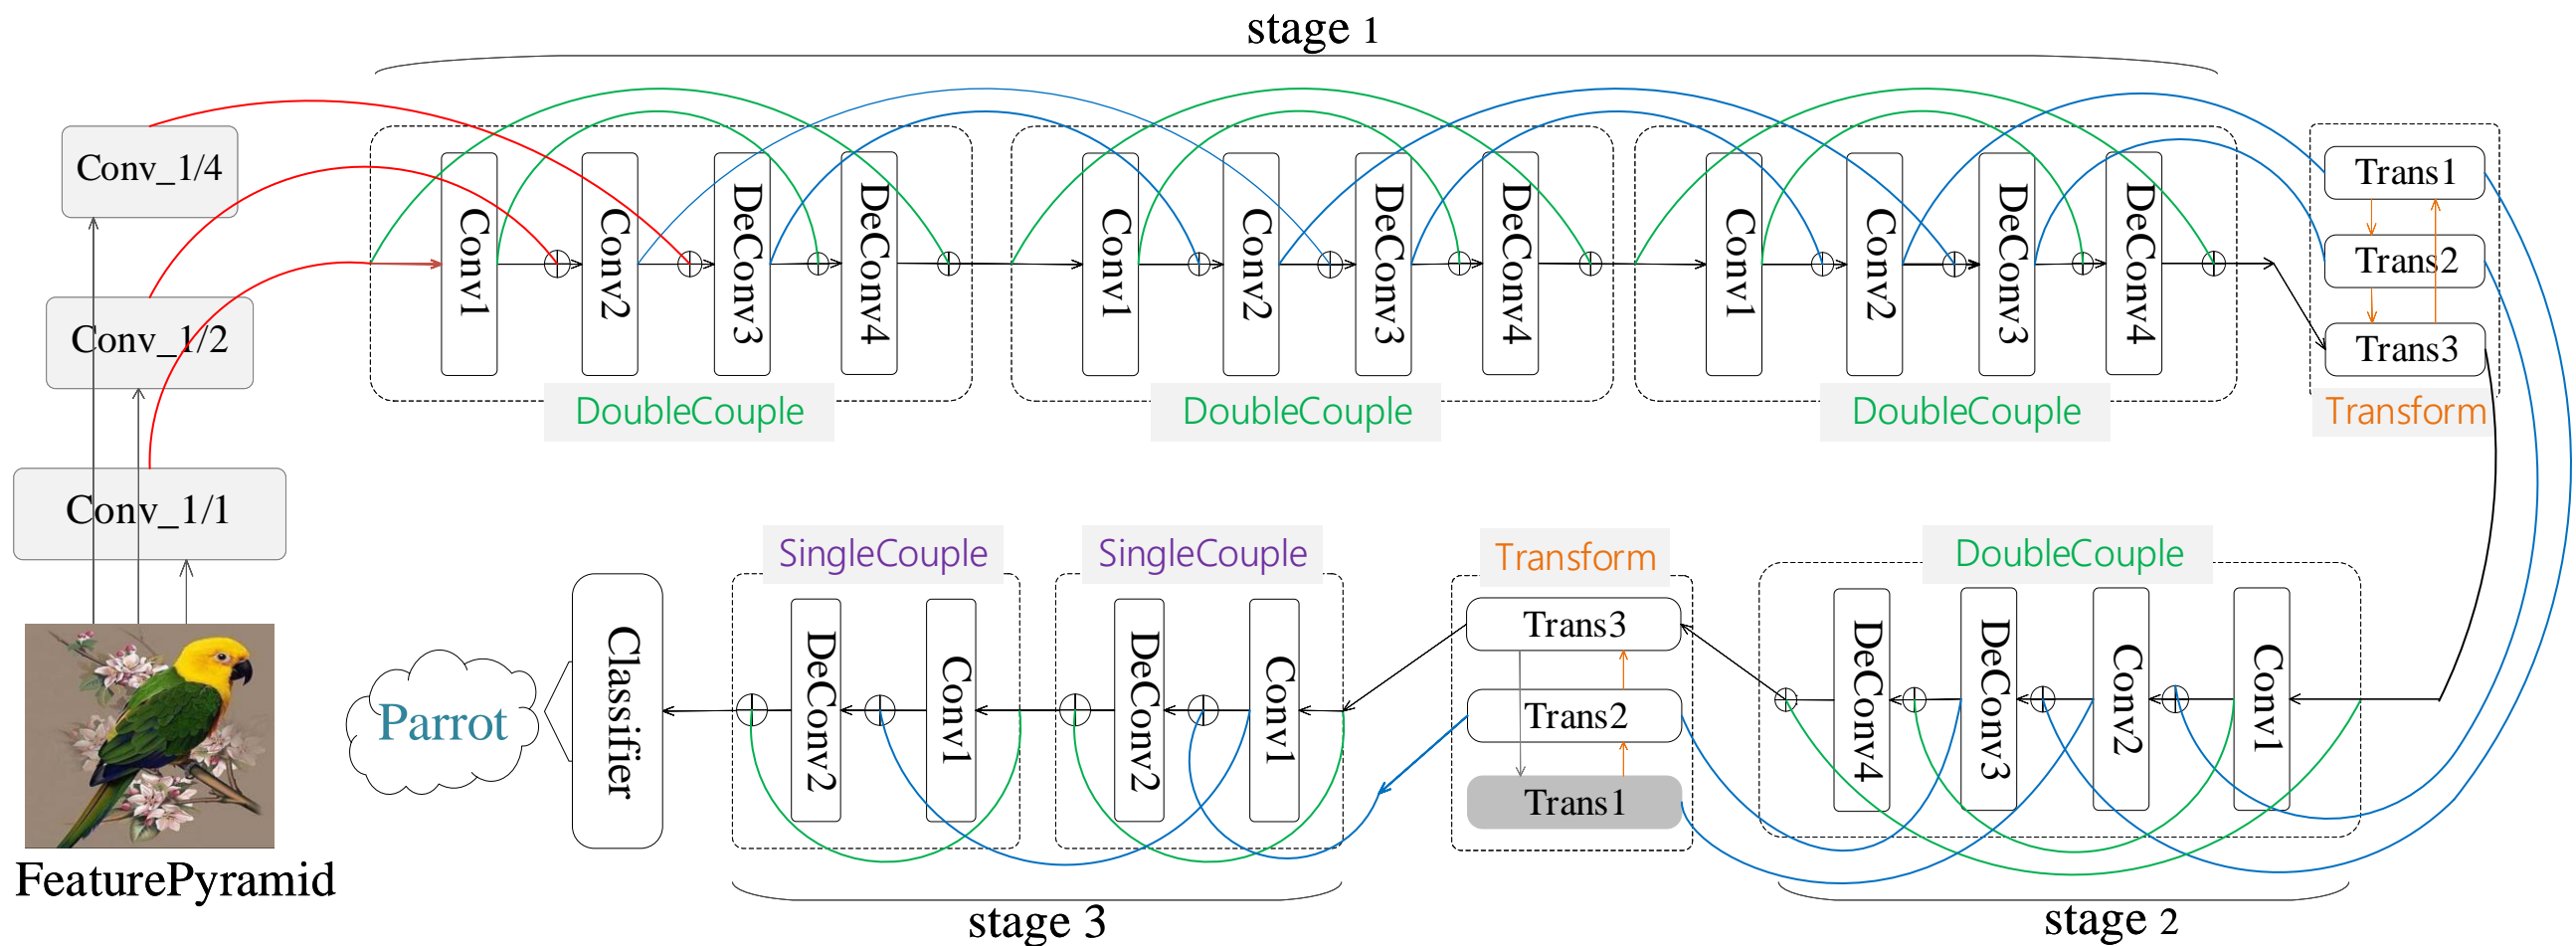 stage 1
Conv_1/4
Conv_1/2
Conv_1/1
FeaturePyramid
Conv1
Conv2
DeConv3
DeConv4
DoubleCouple
Conv1
Conv2
DeConv3
DeConv4
DoubleCouple
Conv1
Conv2
DeConv3
DeConv4
DoubleCouple
Trans1
Trans2
Trans3
Transform
Parrot
Classifier
SingleCouple
DeConv2
Conv1
SingleCouple
DeConv2
Conv1
stage 3
Transform
Trans3
Trans2
Trans1
DoubleCouple
DeConv4
DeConv3
Conv2
Conv1
stage 2